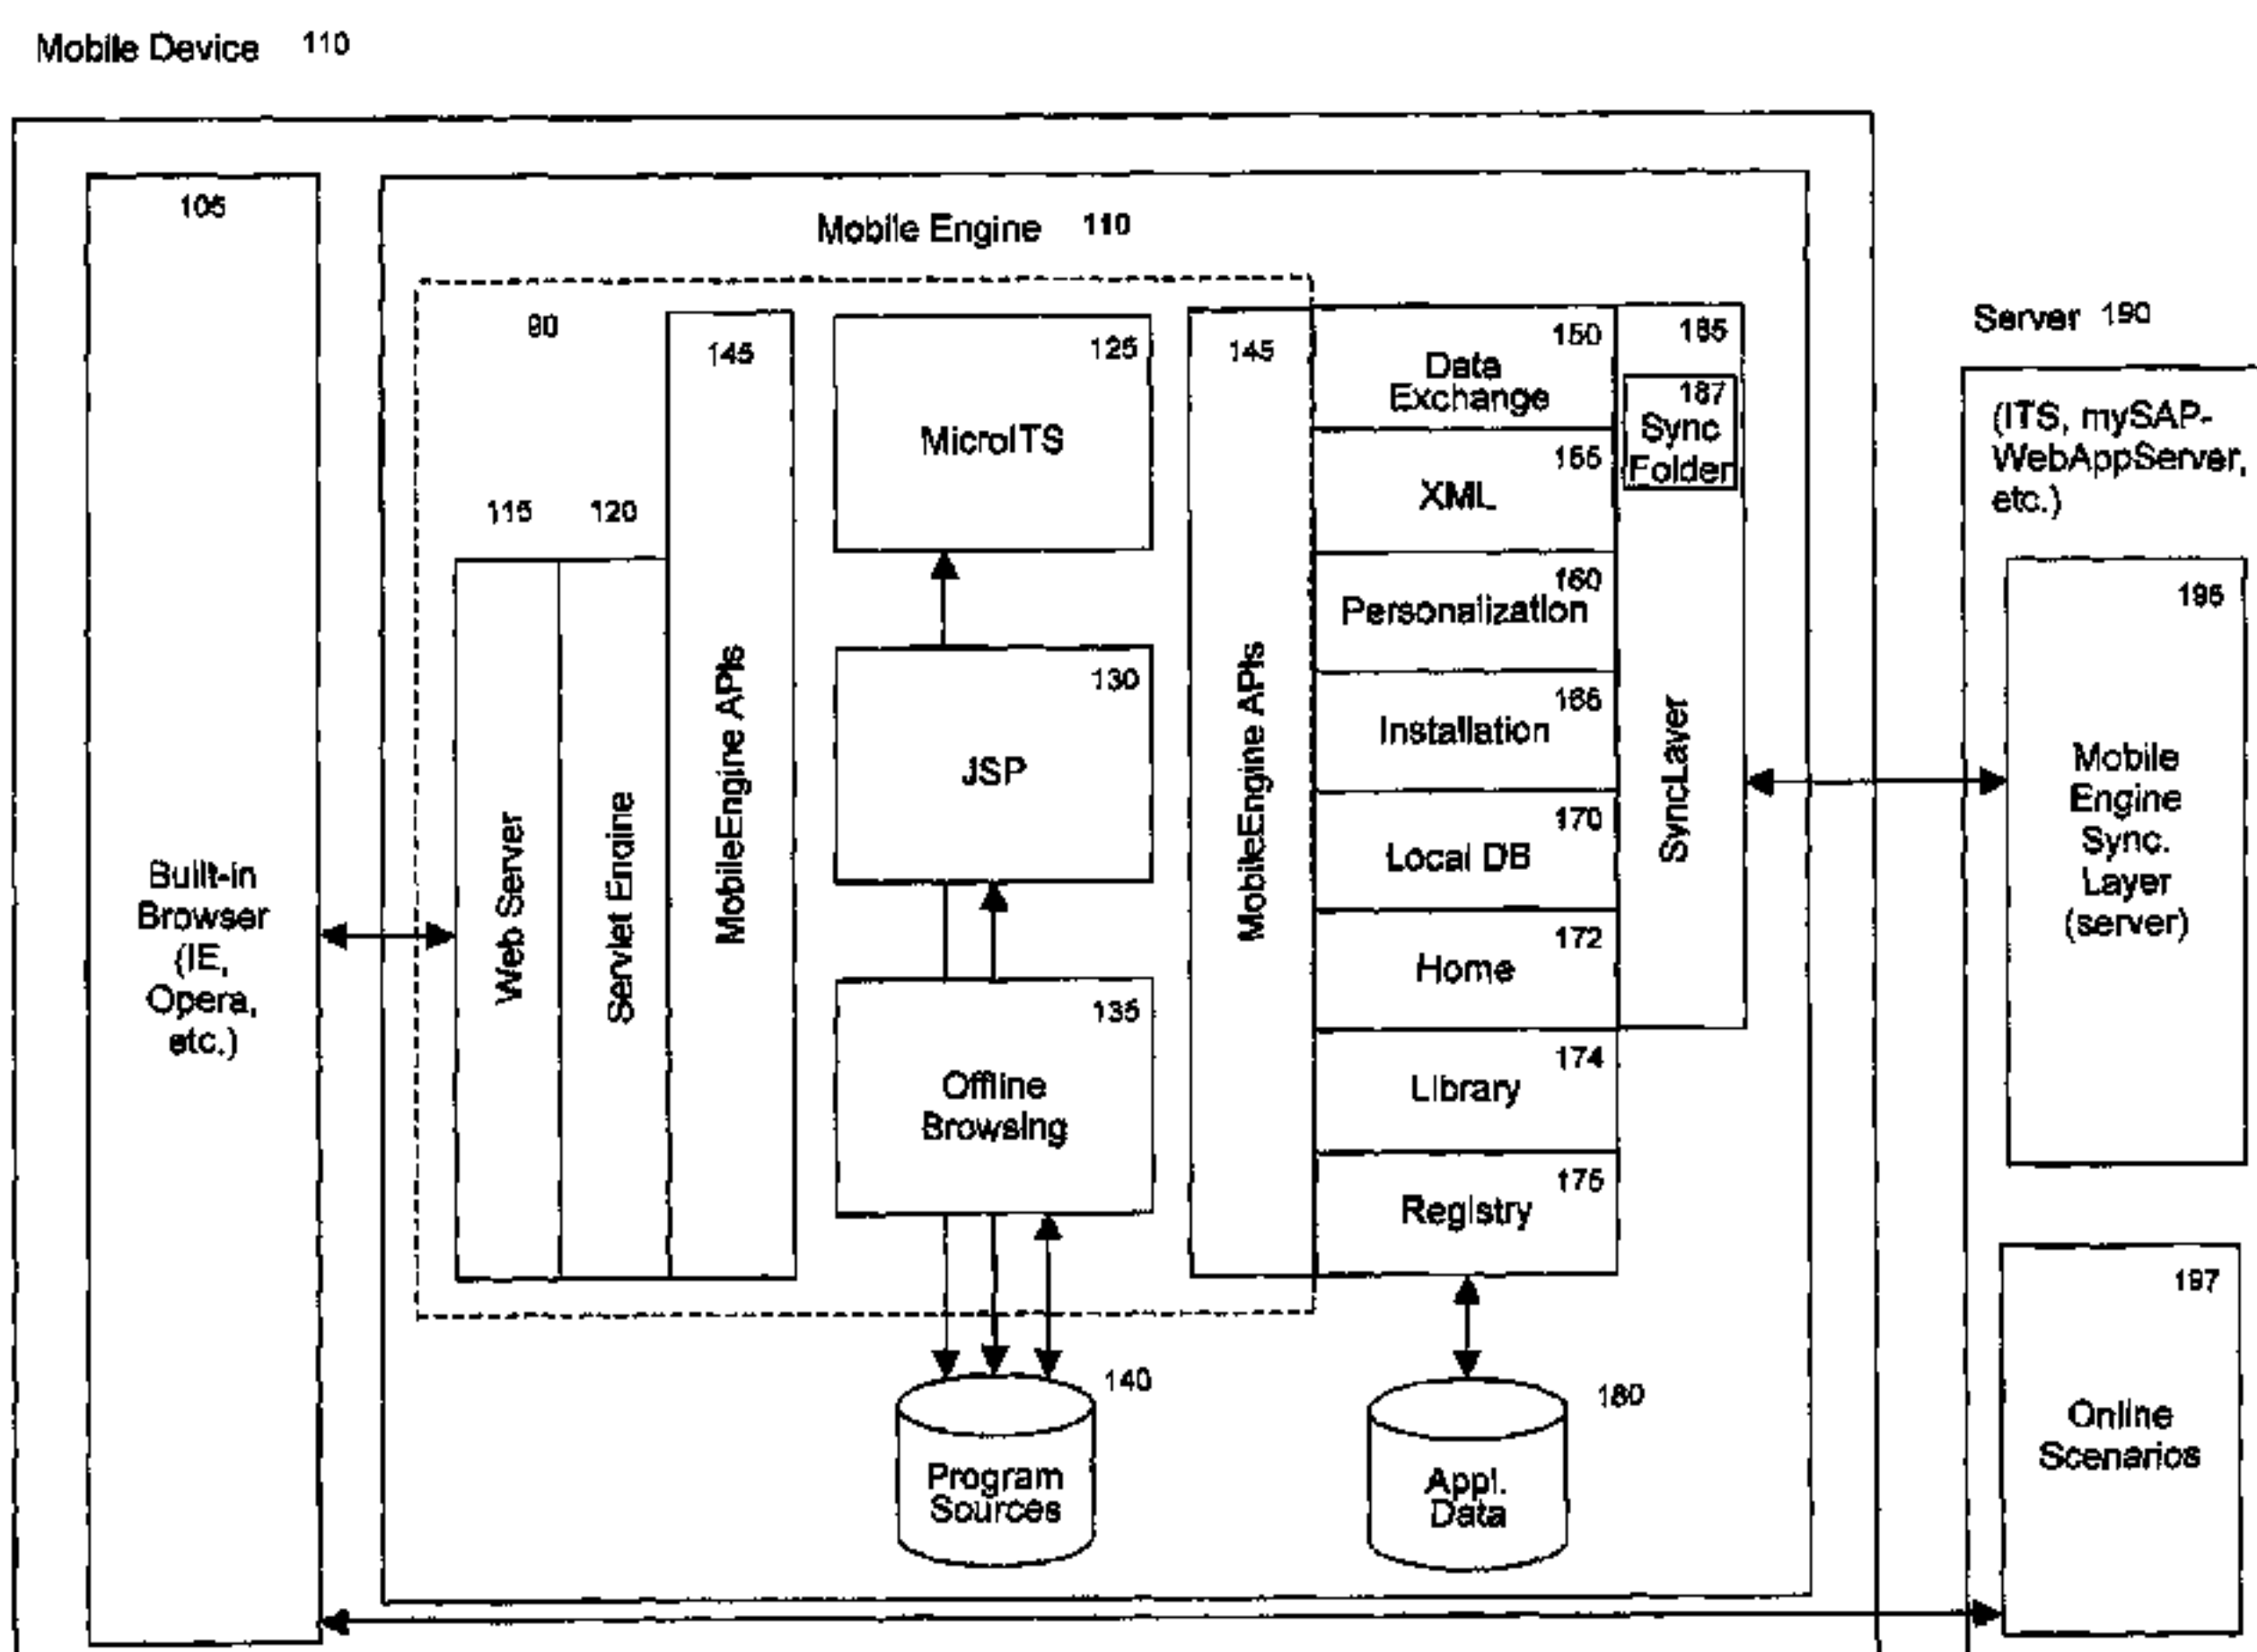 Mobile Device 110
105
Built-in
Browser
(IE,
Opera,
etc.)
Mobile Engine 110
90
115
Web Server
120
Servlet Engine
145
MobileEngine APIs
125
MicroITS
130
JSP
135
Offline
Browsing
140
Program
Sources
145
MobileEngine APIs
150
Data
Exchange
155
XML
160
Personalization
165
Installation
170
Local DB
172
Home
174
Library
175
Registry
180
Appl.
Data
185
187
Sync
Folder
SyncLayer
Server 190
(ITS, mySAP-
WebAppServer,
etc.)
195
Mobile
Engine
Sync.
Layer
(server)
197
Online
Scenarios